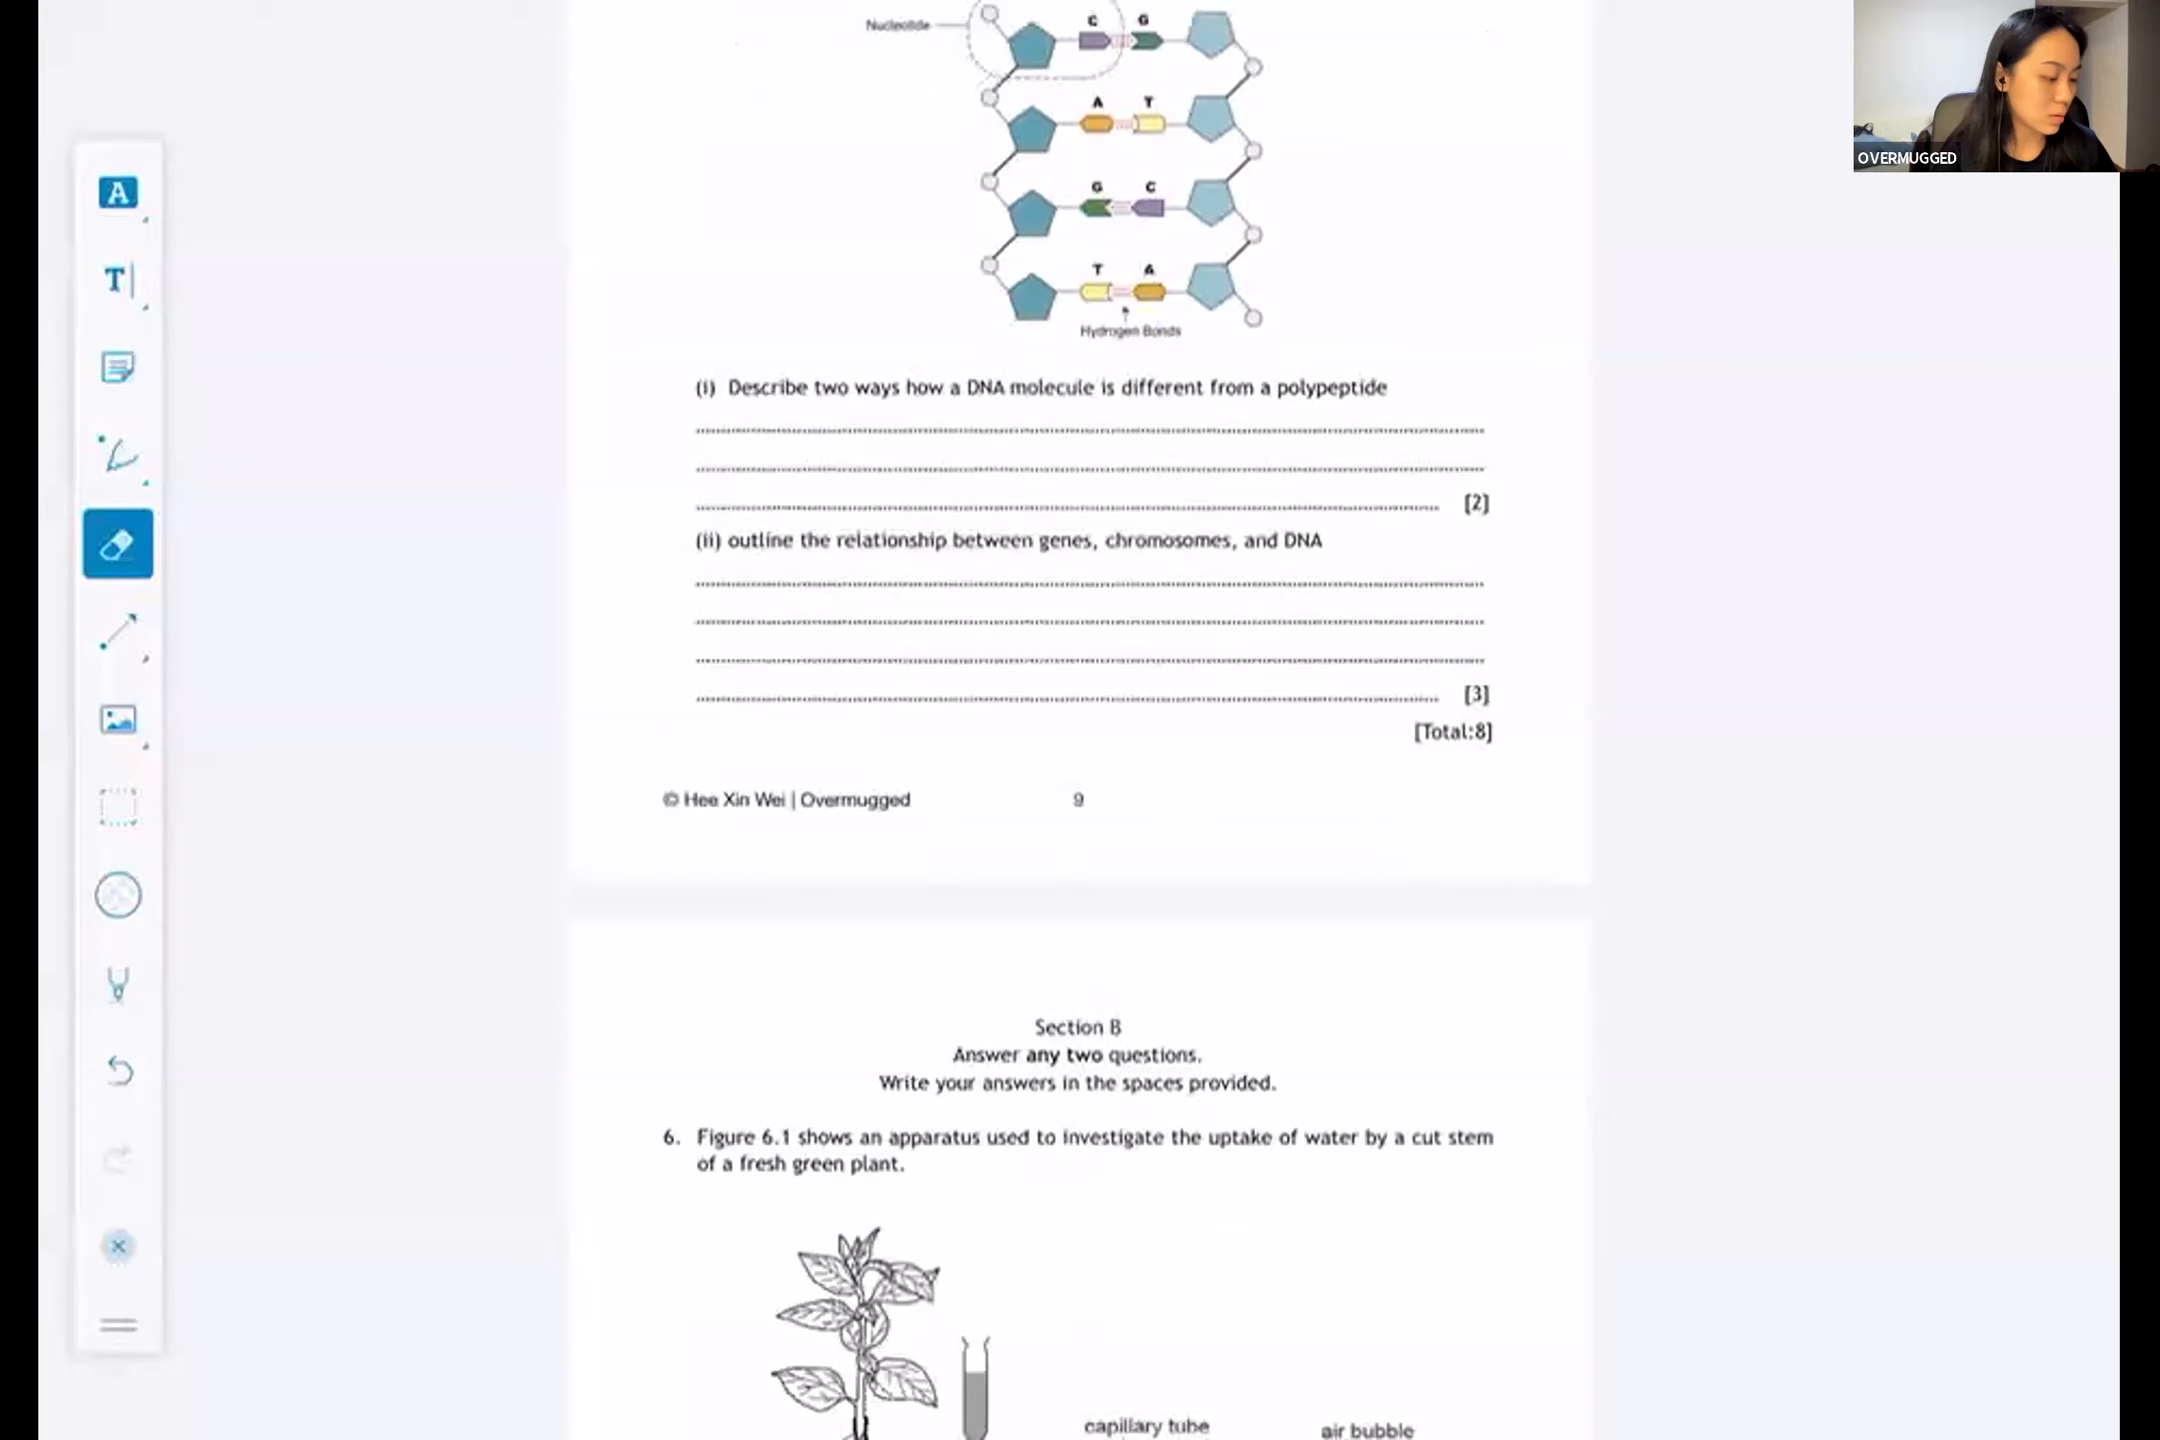 Nucleotide
C G
A T
G C
T A
Hydrogen Bonds
(i) Describe two ways how a DNA molecule is different from a polypeptide
[2]
(ii) outline the relationship between genes, chromosomes, and DNA
[3]
[Total:8]
© Hee Xin Wei | Overmugged 9
Section B
Answer any two questions.
Write your answers in the spaces provided.
6. Figure 6.1 shows an apparatus used to investigate the uptake of water by a cut stem
of a fresh green plant.
capillary tube air bubble
A
T
OVERMUGGED